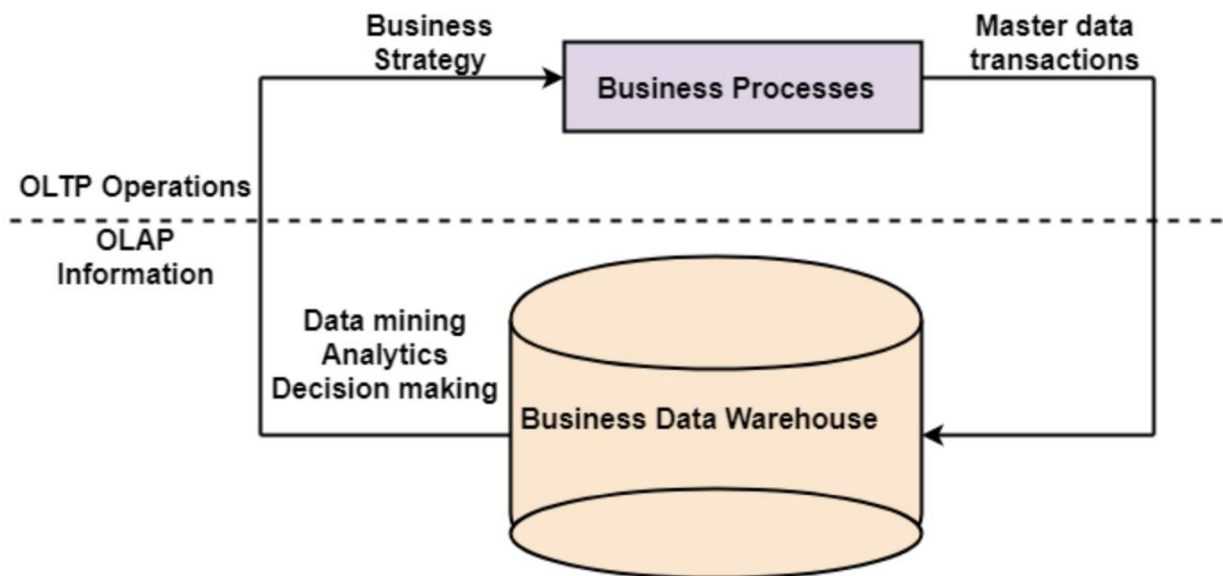 Business
Strategy
Business Processes
Master data
transactions
OLTP Operations
OLAP
Information
Data mining
Analytics
Decision making
Business Data Warehouse